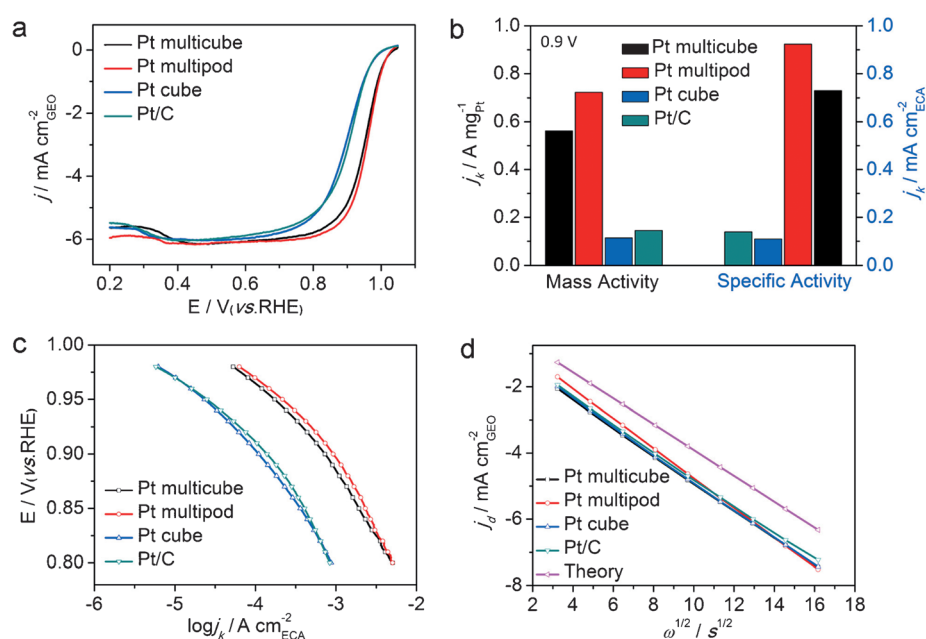 a
Pt multicube
Pt multipod
Pt cube
Pt/C
0
-2
-4
-6
j / mA cm⁻²GEO
0.2 0.4 0.6 0.8 1.0
E / V(vs.RHE)
b
0.9 V
Pt multicube
Pt multipod
Pt cube
Pt/C
1.0
0.8
0.6
0.4
0.2
0.0
jk / A mg⁻¹Pt
1.0
0.8
0.6
0.4
0.2
0.0
jk / mA cm⁻²ECA
Mass Activity Specific Activity
c
1.00
0.95
0.90
0.85
0.80
E / V(vs.RHE)
Pt multicube
Pt multipod
Pt cube
Pt/C
-6 -5 -4 -3 -2
logjk / A cm⁻²ECA
d
-2
-4
-6
-8
jd / mA cm⁻²GEO
Pt multicube
Pt multipod
Pt cube
Pt/C
Theory
2 4 6 8 10 12 14 16 18
ω¹/² / s¹/²